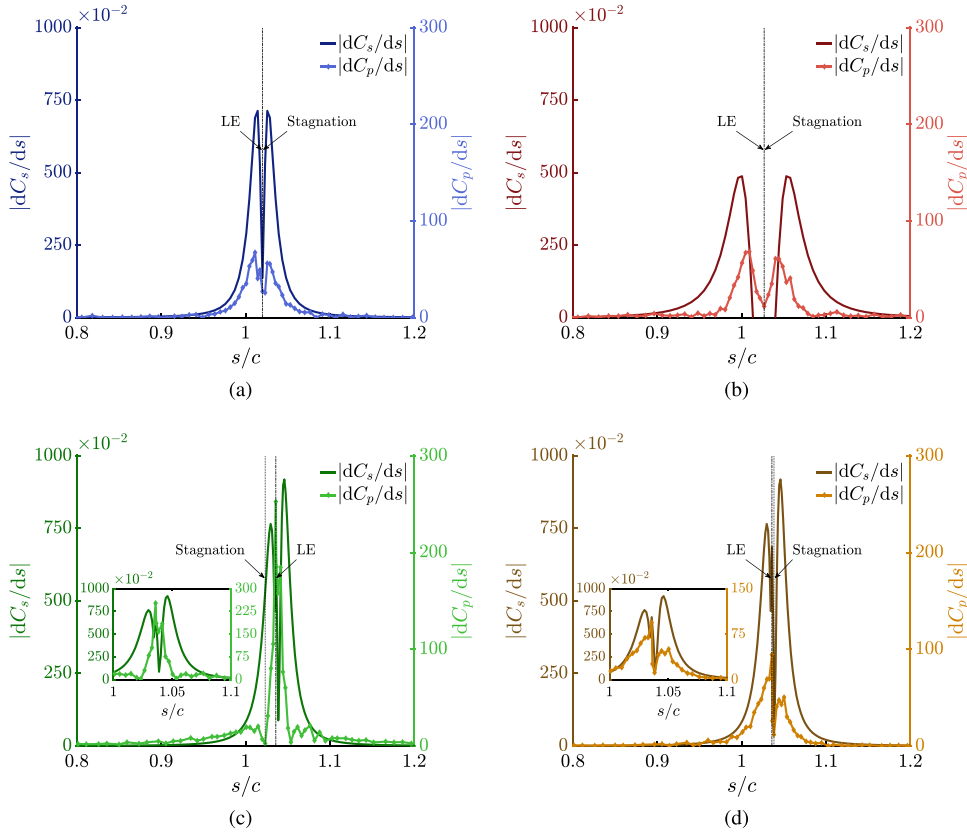 ×10⁻²
1000
750
500
250
0
|dCₛ/ds|
300
200
100
0
|dCₚ/ds|
|dCₛ/ds|
|dCₚ/ds|
LE
Stagnation
0.8 0.9 1 1.1 1.2
s/c
(a)
×10⁻²
1000
750
500
250
0
|dCₛ/ds|
300
200
100
0
|dCₚ/ds|
|dCₛ/ds|
|dCₚ/ds|
LE
Stagnation
0.8 0.9 1 1.1 1.2
s/c
(b)
×10⁻²
1000
750
500
250
0
|dCₛ/ds|
300
200
100
0
|dCₚ/ds|
|dCₛ/ds|
|dCₚ/ds|
Stagnation
LE
×10⁻²
1000
750
500
250
0
300
225
150
75
0
1 1.05 1.1
s/c
0.8 0.9 1 1.1 1.2
s/c
(c)
×10⁻²
1000
750
500
250
0
|dCₛ/ds|
300
200
100
0
|dCₚ/ds|
|dCₛ/ds|
|dCₚ/ds|
LE
Stagnation
×10⁻²
1000
750
500
250
0
150
75
0
1 1.05 1.1
s/c
0.8 0.9 1 1.1 1.2
s/c
(d)